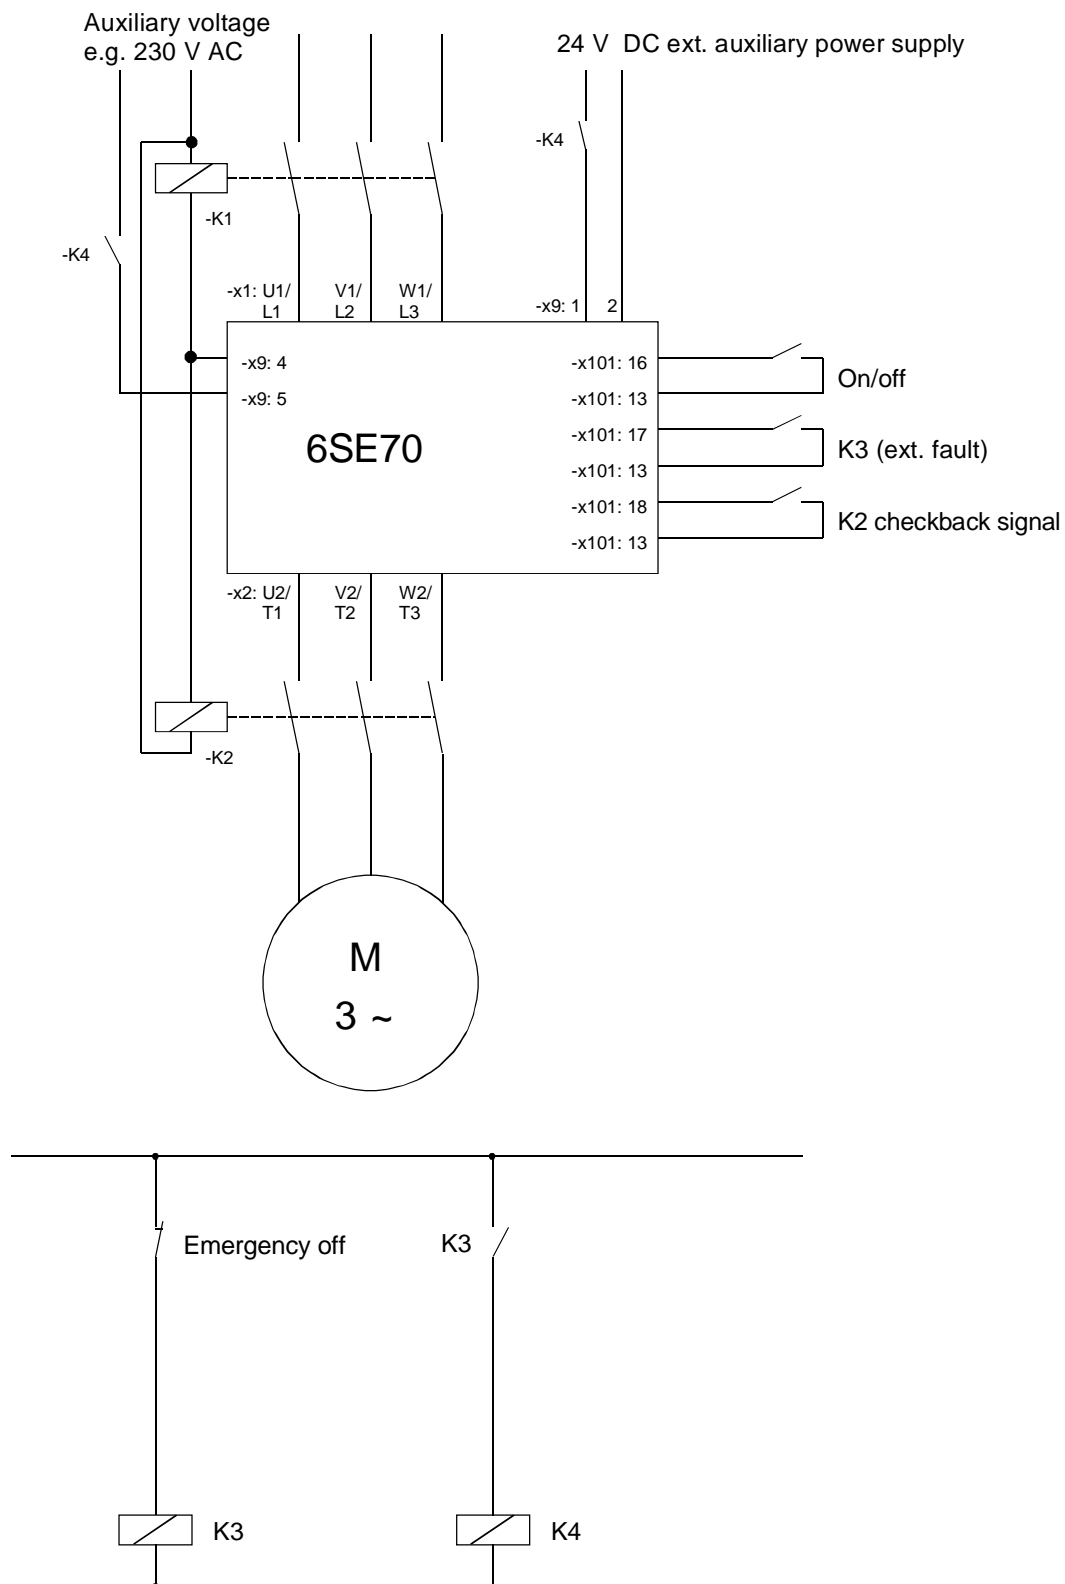 Auxiliary voltage
e.g. 230 V AC
24 V DC ext. auxiliary power supply
-K4
-K1
-K4
-x1: U1/ V1/ W1/
L1 L2 L3
-x9: 1 2
-x9: 4
-x9: 5
6SE70
-x101: 16
-x101: 13
On/off
-x101: 17
-x101: 13
K3 (ext. fault)
-x101: 18
-x101: 13
K2 checkback signal
-x2: U2/ V2/ W2/
T1 T2 T3
-K2
M
3 ~
Emergency off
K3
K3
K4